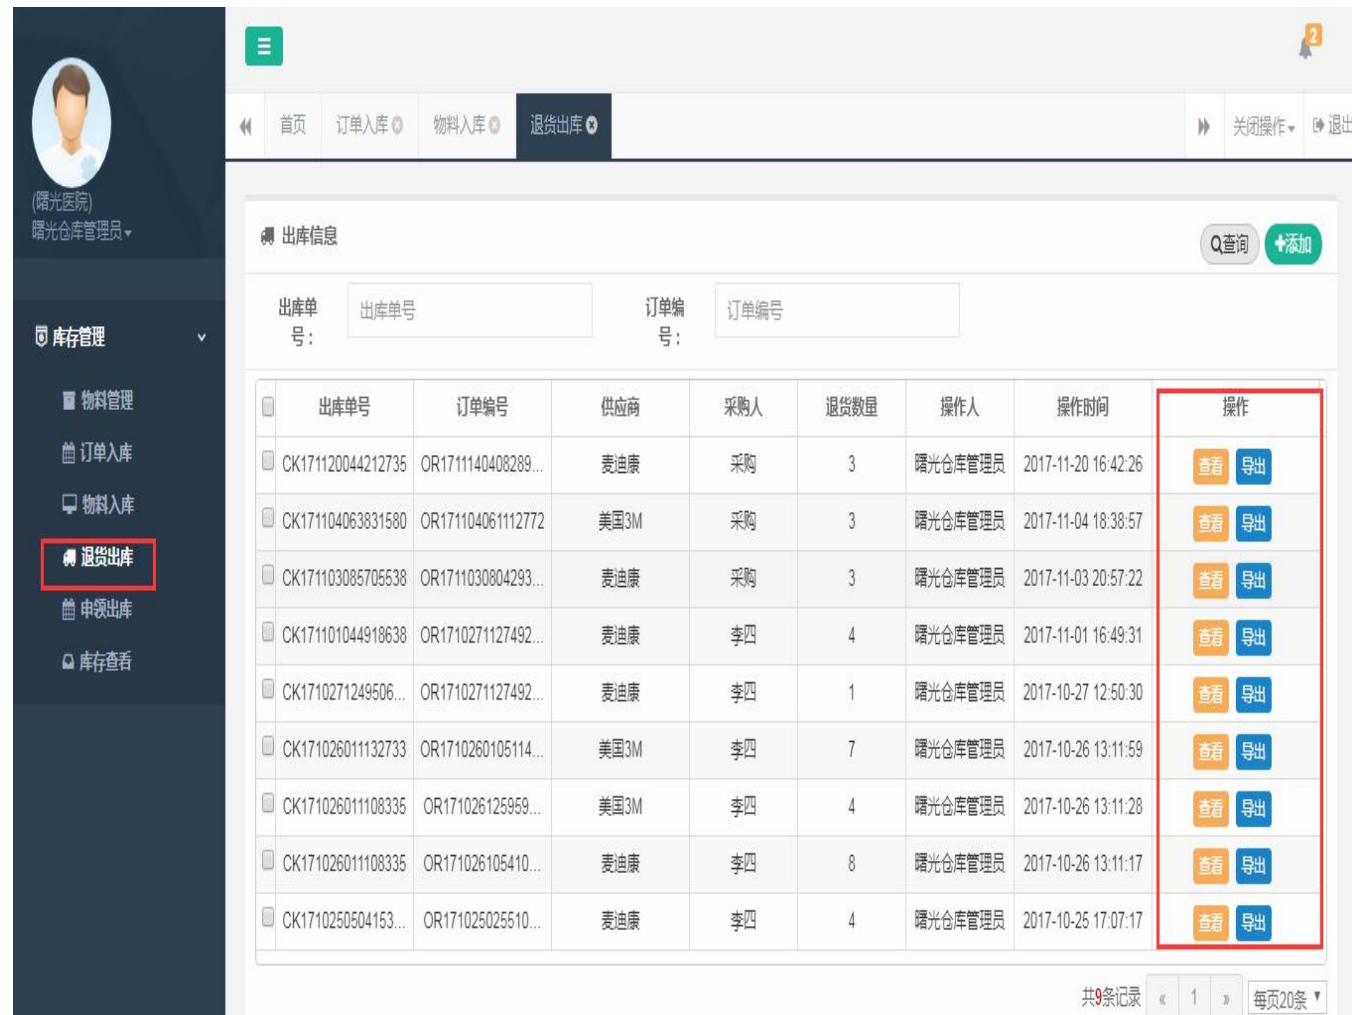 2
首页 订单入库 物料入库 退货出库 关闭操作 退出
(曙光医院)
曙光仓库管理员
出库信息 查询 添加
出库单号: 出库单号 订单编号: 订单编号
库存管理
物料管理
订单入库
物料入库
退货出库
申领出库
库存查看
出库单号 订单编号 供应商 采购人 退货数量 操作人 操作时间 操作
CK171120044212735 OR1711140408289... 麦迪康 采购 3 曙光仓库管理员 2017-11-20 16:42:26 查看 导出
CK171104063831580 OR171104061112772 美国3M 采购 3 曙光仓库管理员 2017-11-04 18:38:57 查看 导出
CK171103085705538 OR1711030804293... 麦迪康 采购 3 曙光仓库管理员 2017-11-03 20:57:22 查看 导出
CK171101044918638 OR1710271127492... 麦迪康 李四 4 曙光仓库管理员 2017-11-01 16:49:31 查看 导出
CK1710271249506... OR1710271127492... 麦迪康 李四 1 曙光仓库管理员 2017-10-27 12:50:30 查看 导出
CK171026011132733 OR1710260105114... 美国3M 李四 7 曙光仓库管理员 2017-10-26 13:11:59 查看 导出
CK171026011108335 OR171026125959... 美国3M 李四 4 曙光仓库管理员 2017-10-26 13:11:28 查看 导出
CK171026011108335 OR171026105410... 麦迪康 李四 8 曙光仓库管理员 2017-10-26 13:11:17 查看 导出
CK1710250504153... OR171025025510... 麦迪康 李四 4 曙光仓库管理员 2017-10-25 17:07:17 查看 导出
共9条记录 « 1 » 每页20条